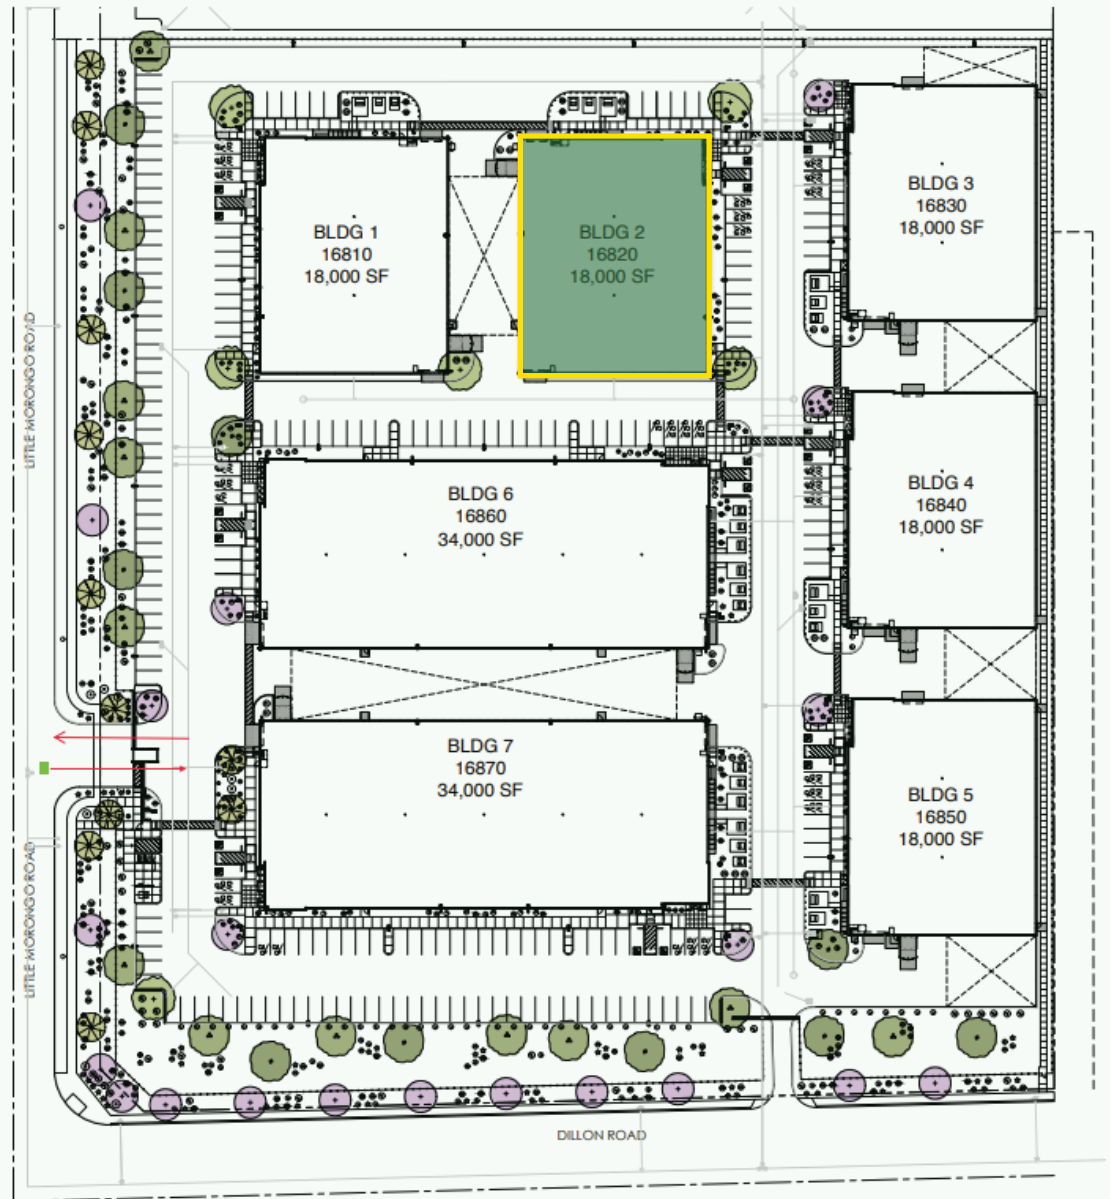 BLDG 1
16810
18,000 SF
BLDG 2
16820
18,000 SF
BLDG 3
16830
18,000 SF
LITTLE MORONGO ROAD
BLDG 6
16860
34,000 SF
BLDG 4
16840
18,000 SF
BLDG 7
16870
34,000 SF
BLDG 5
16850
18,000 SF
LITTLE MORONGO ROAD
DILLON ROAD